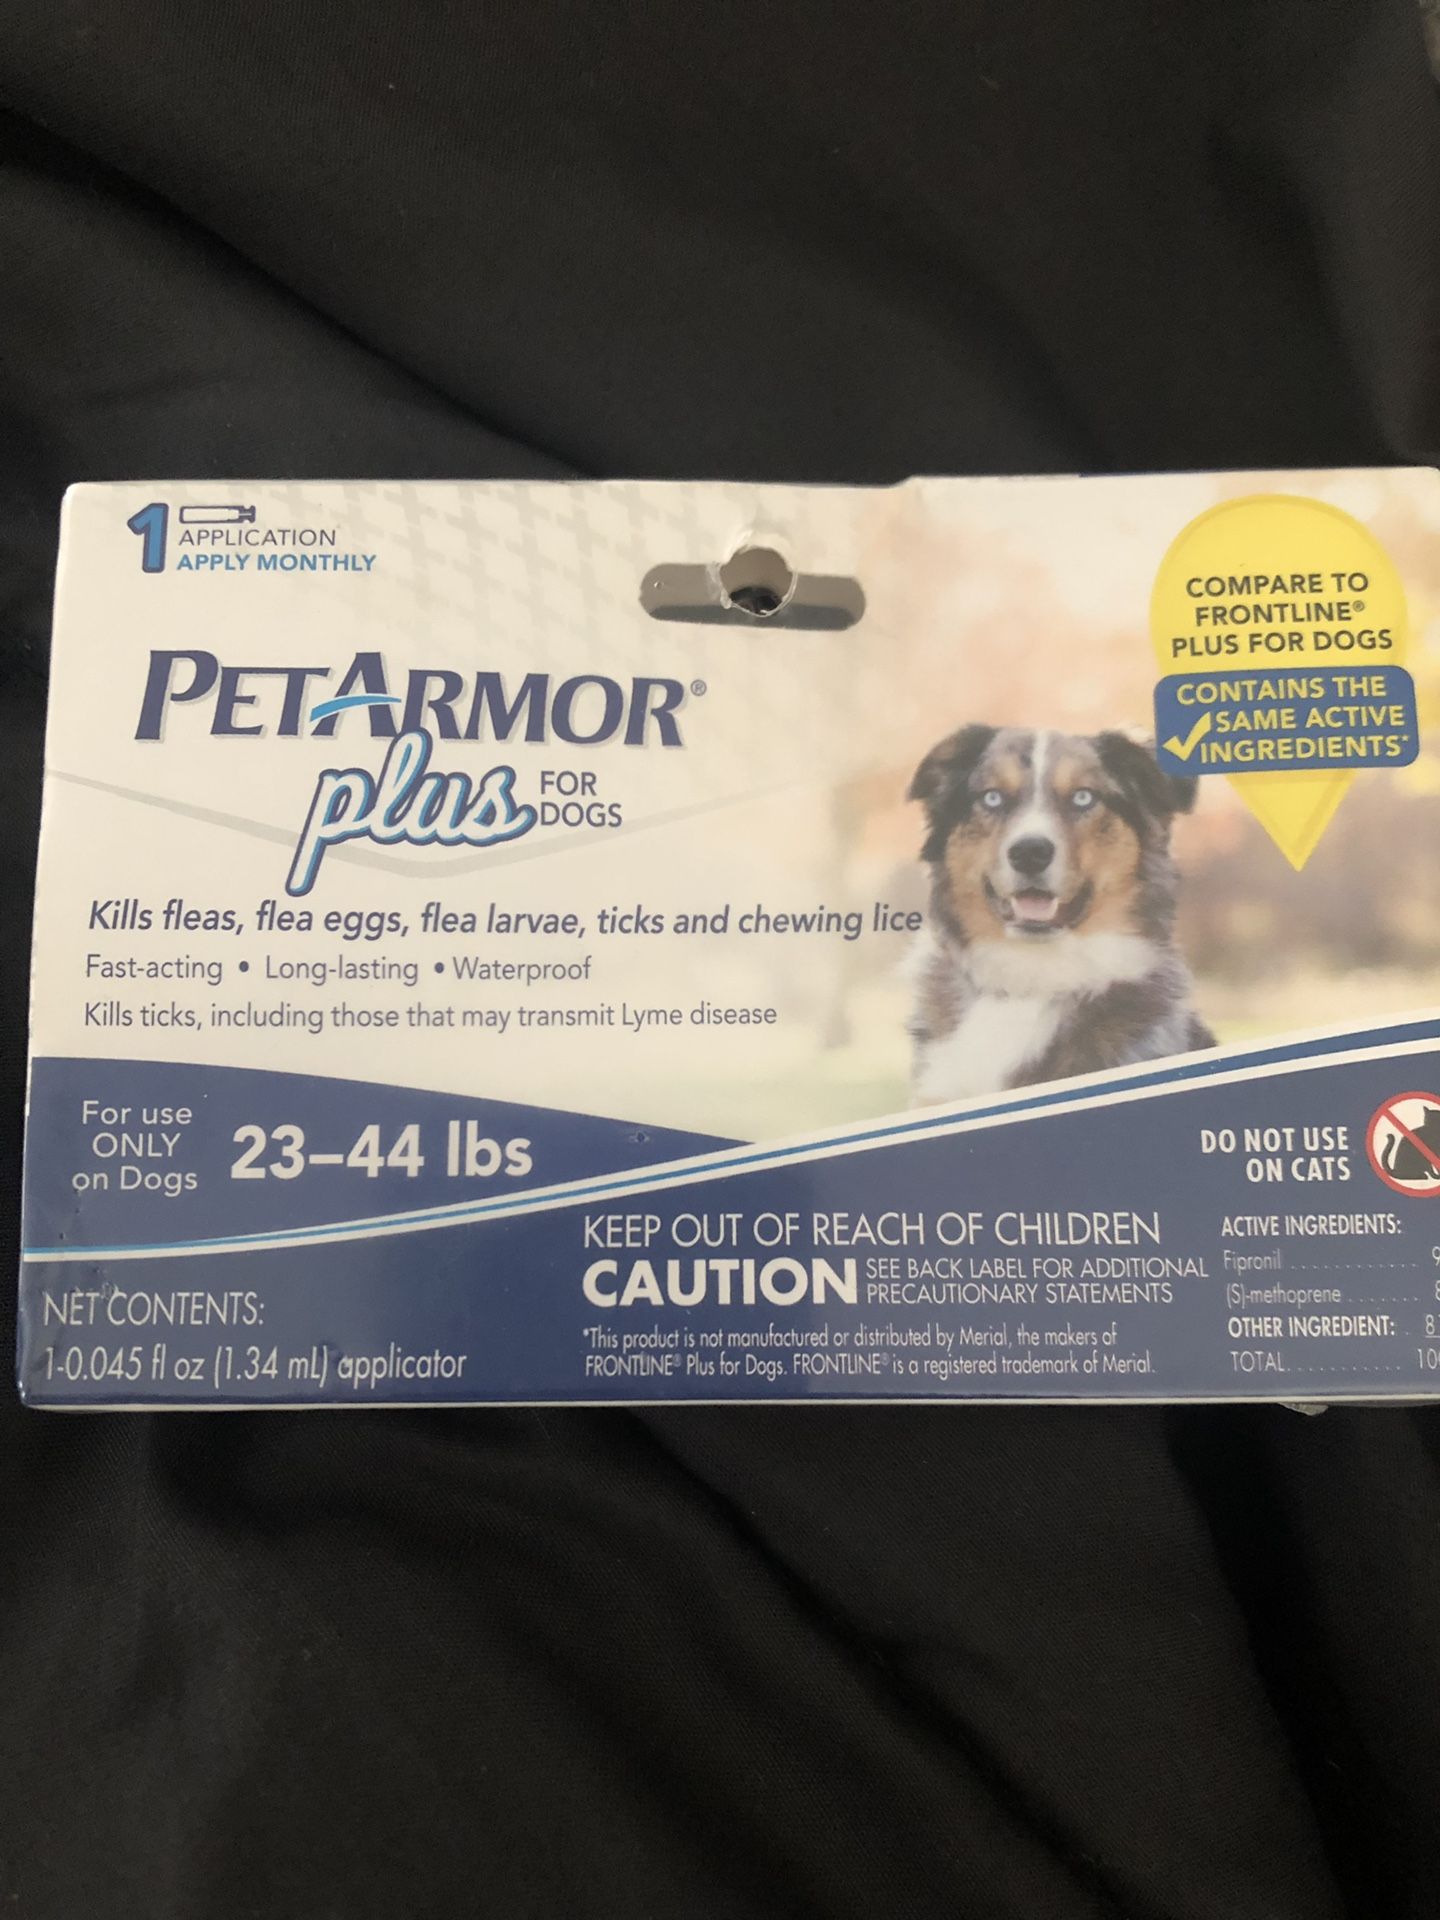 1 APPLICATION
APPLY MONTHLY
COMPARE TO
FRONTLINE®
PLUS FOR DOGS
CONTAINS THE
SAME ACTIVE
INGREDIENTS*
PETARMOR®
plus FOR
DOGS
Kills fleas, flea eggs, flea larvae, ticks and chewing lice
Fast-acting • Long-lasting • Waterproof
Kills ticks, including those that may transmit Lyme disease
For use
ONLY
on Dogs
23–44 lbs
DO NOT USE
ON CATS
NET CONTENTS:
1-0.045 fl oz (1.34 mL) applicator
KEEP OUT OF REACH OF CHILDREN
CAUTION SEE BACK LABEL FOR ADDITIONAL
PRECAUTIONARY STATEMENTS
*This product is not manufactured or distributed by Merial, the makers of
FRONTLINE® Plus for Dogs. FRONTLINE® is a registered trademark of Merial.
ACTIVE INGREDIENTS:
Fipronil . . . . . . . . . . . . 9
(S)-methoprene . . . . . . .
OTHER INGREDIENT: . 8
TOTAL. . . . . . . . . . . 10